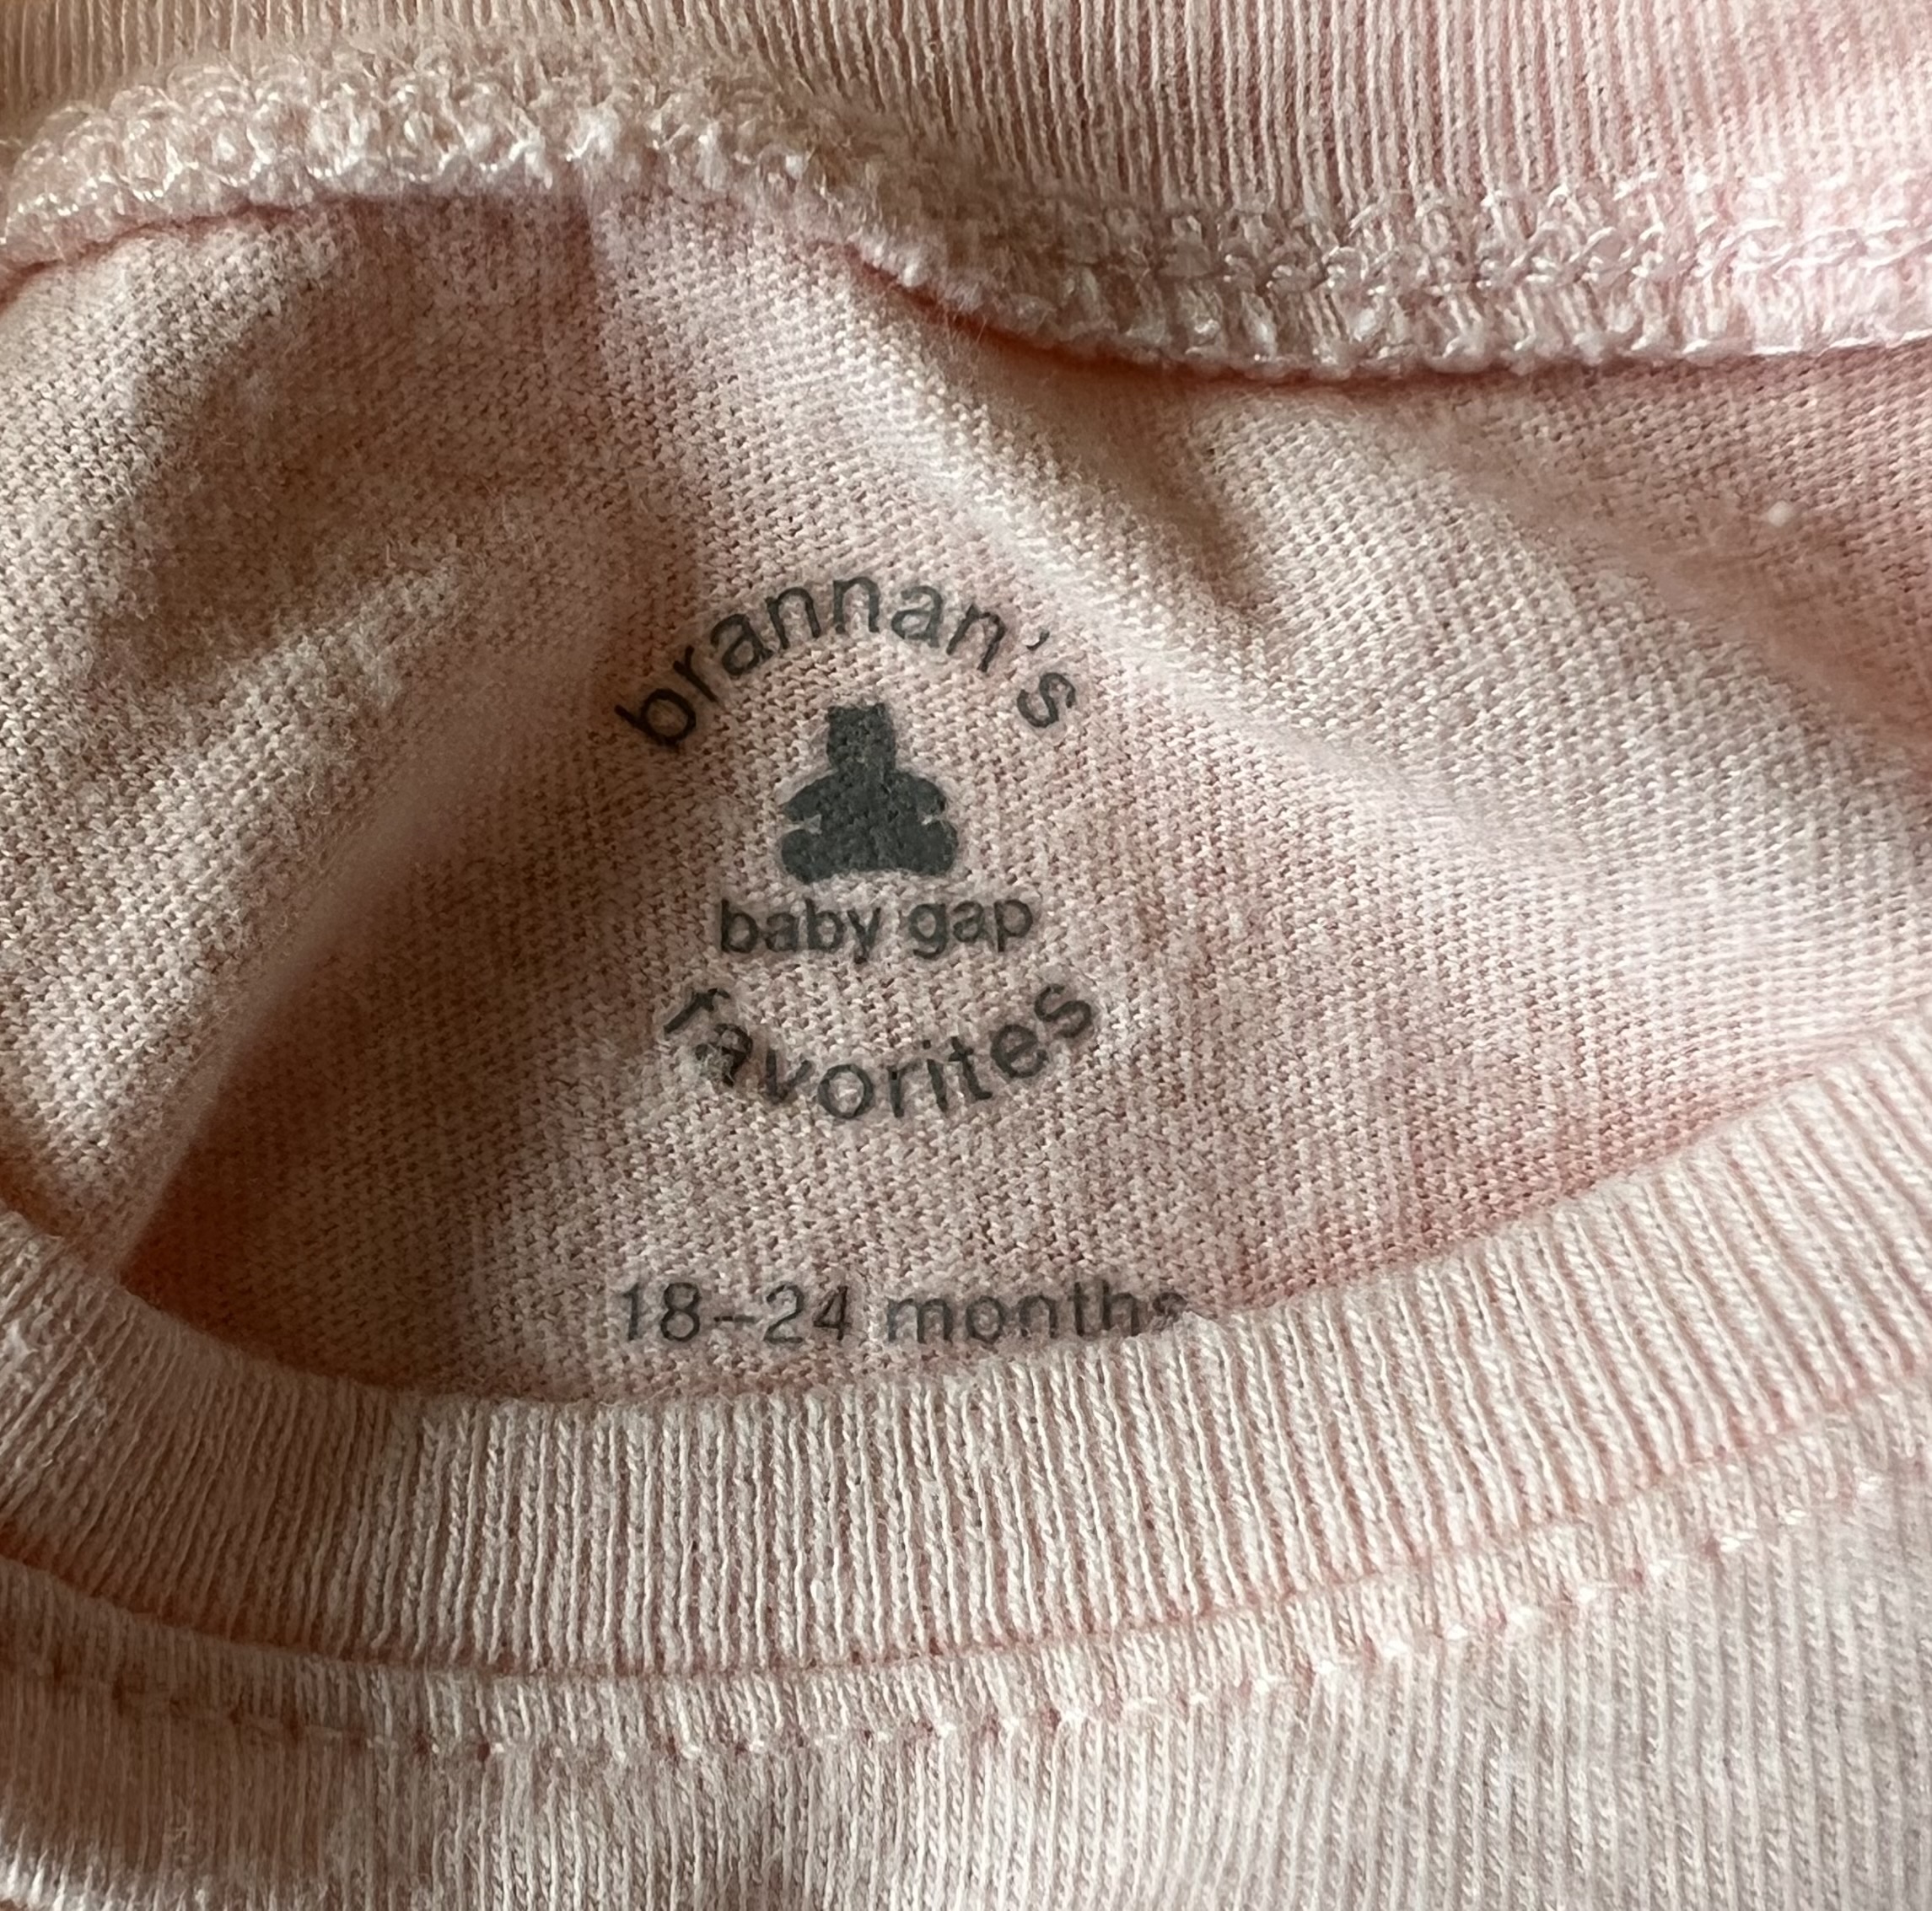 brannan's
baby gap
favorites
18-24 months